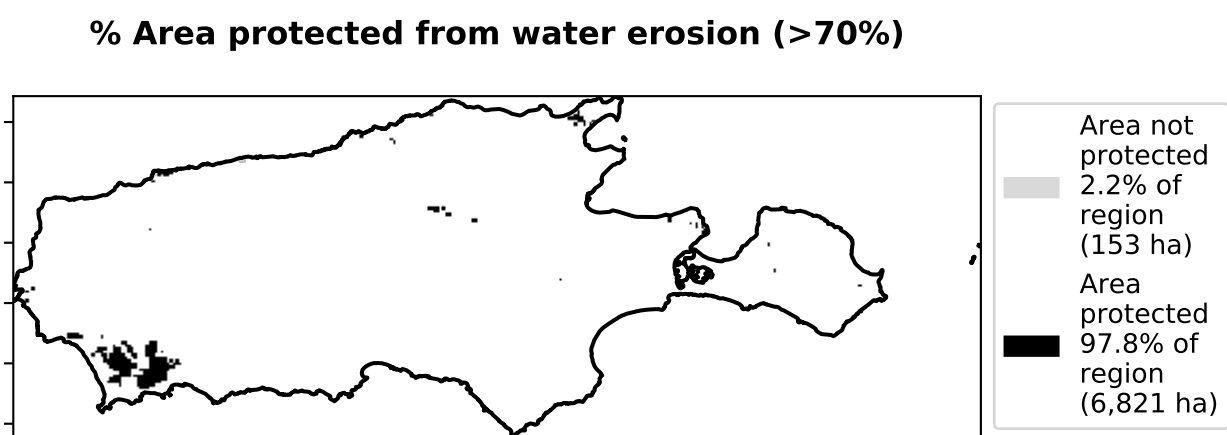 % Area protected from water erosion (>70%)
Area not
protected
2.2% of
region
(153 ha)
Area
protected
97.8% of
region
(6,821 ha)